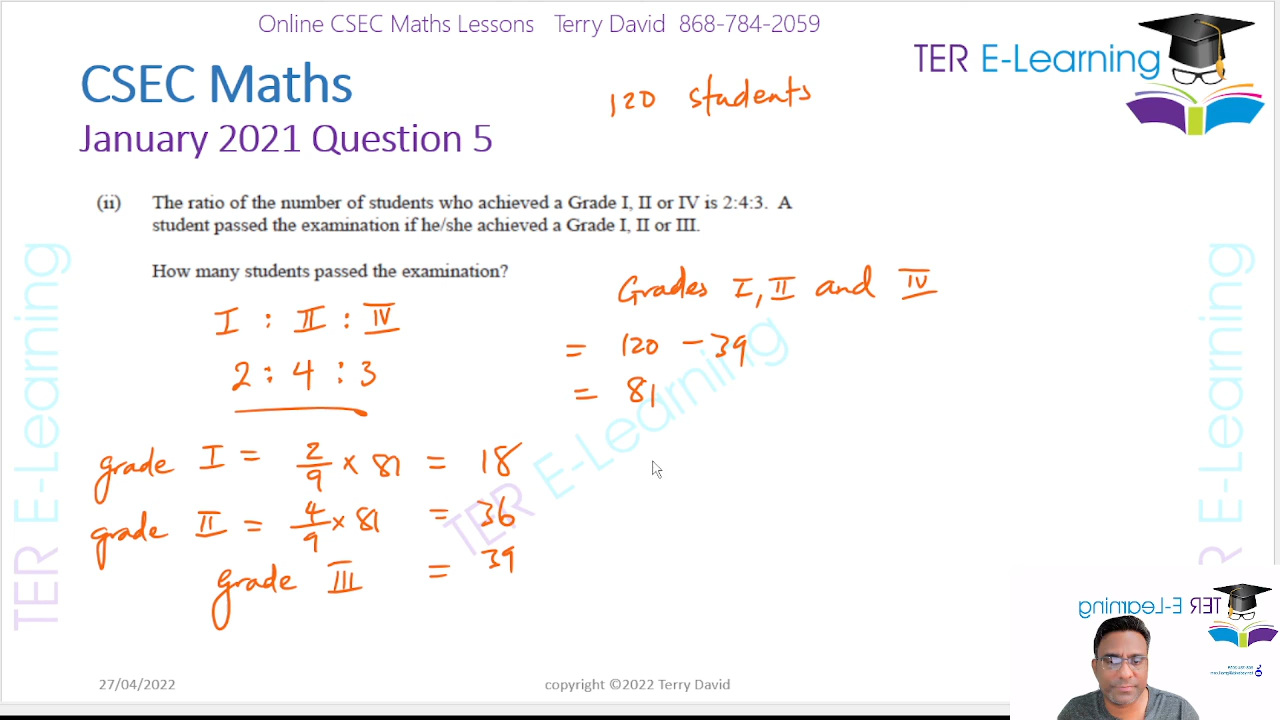 Online CSEC Maths Lessons Terry David 868-784-2059
TER E-Learning
CSEC Maths
120 students
January 2021 Question 5
(ii) The ratio of the number of students who achieved a Grade I, II or IV is 2:4:3. A
student passed the examination if he/she achieved a Grade I, II or III.
How many students passed the examination?
Grades I, II and IV
I : II : IV
= 120 - 39
2 : 4 : 3
= 81
grade I = 2/9 × 81 = 18
grade II = 4/9 × 81 = 36
grade III = 39
TER E-Learning
TER E-Learning
TER E-Learning
TER E-Learning
27/04/2022
copyright ©2022 Terry David